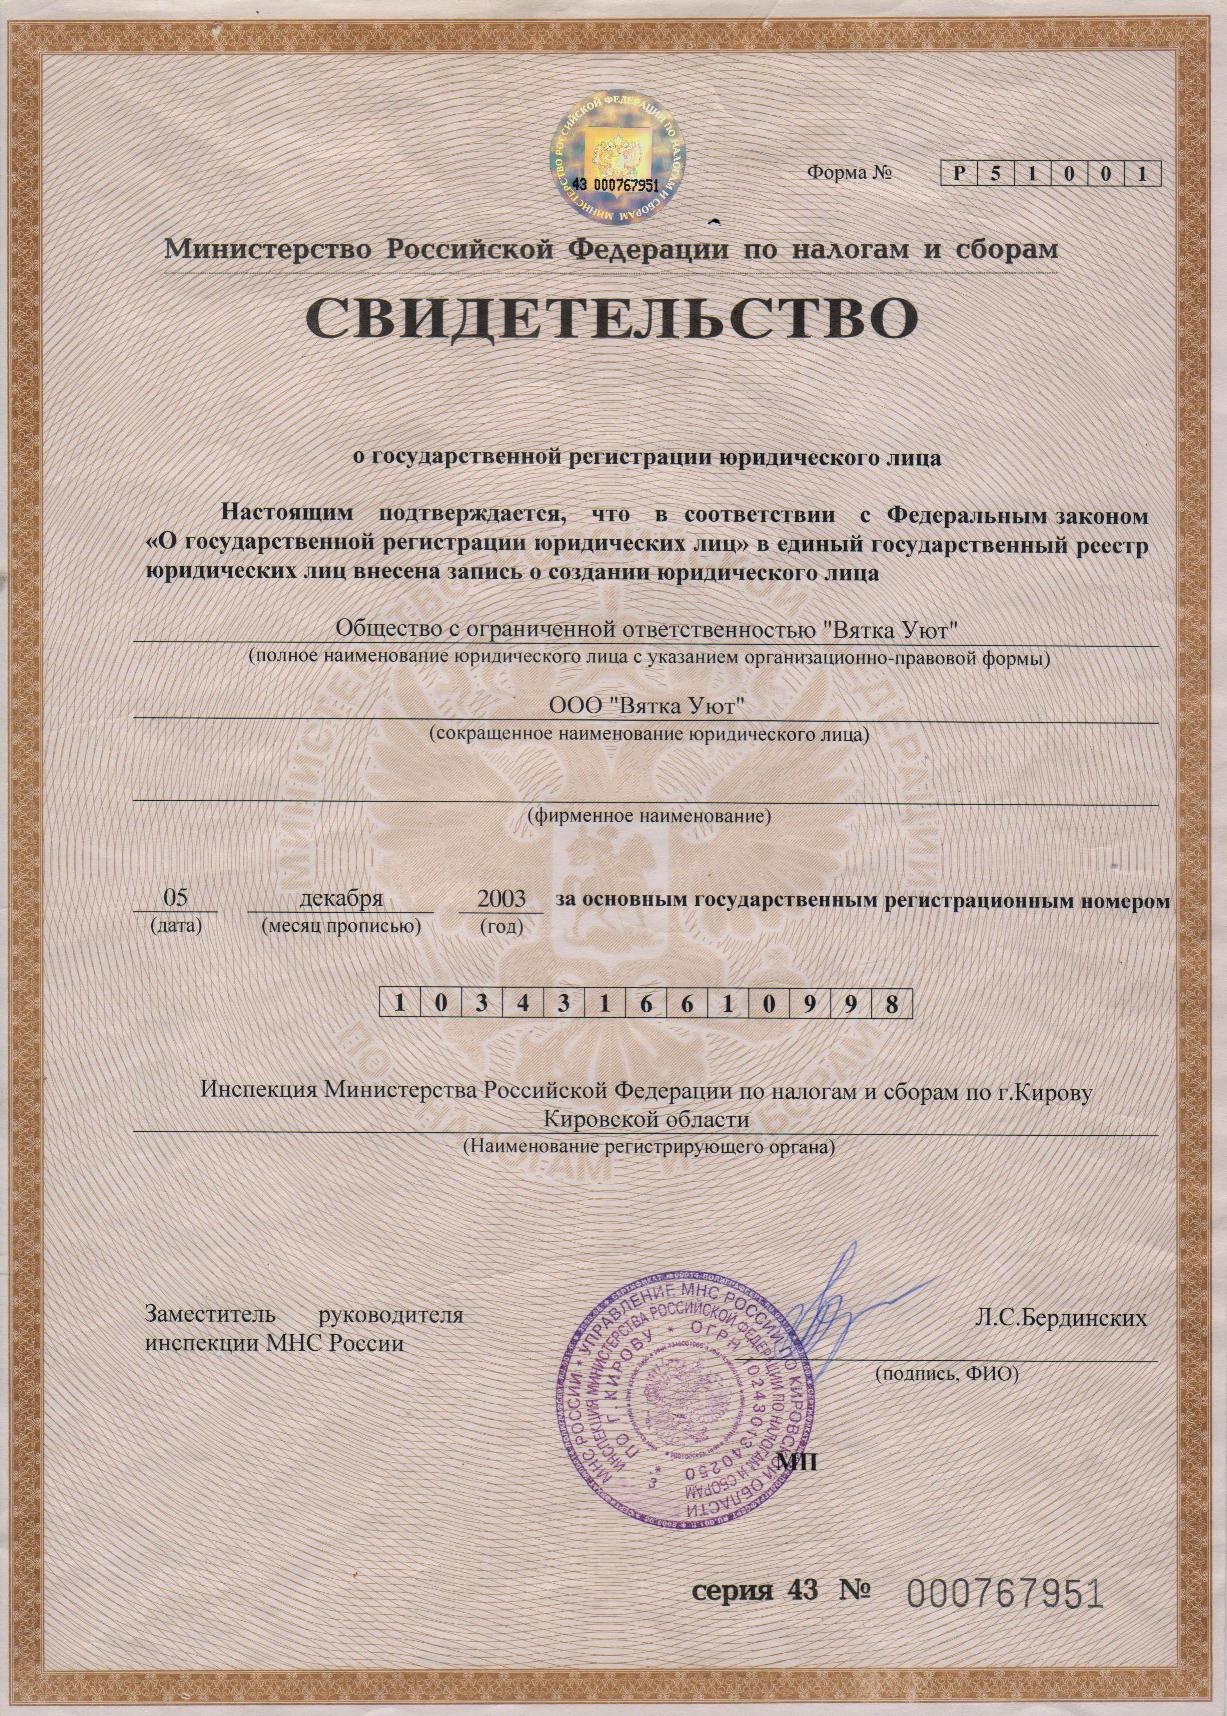 МИНИСТЕРСТВО РОССИЙСКОЙ ФЕДЕРАЦИИ ПО НАЛОГАМ И СБОРАМ
43 000767951
Форма № Р 5 1 0 0 1
Министерство Российской Федерации по налогам и сборам
СВИДЕТЕЛЬСТВО
о государственной регистрации юридического лица
Настоящим подтверждается, что в соответствии с Федеральным законом
«О государственной регистрации юридических лиц» в единый государственный реестр
юридических лиц внесена запись о создании юридического лица
Общество с ограниченной ответственностью "Вятка Уют"
(полное наименование юридического лица с указанием организационно-правовой формы)
ООО "Вятка Уют"
(сокращенное наименование юридического лица)
(фирменное наименование)
05 декабря 2003 за основным государственным регистрационным номером
(дата) (месяц прописью) (год)
1 0 3 4 3 1 6 6 1 0 9 9 8
Инспекция Министерства Российской Федерации по налогам и сборам по г.Кирову
Кировской области
(Наименование регистрирующего органа)
Заместитель руководителя
инспекции МНС России
Л.С.Бердинских
(подпись, ФИО)
МНС РОССИИ * УПРАВЛЕНИЕ МНС РОССИИ ПО КИРОВСКОЙ ОБЛАСТИ
ИНСПЕКЦИЯ МИНИСТЕРСТВА РОССИЙСКОЙ ФЕДЕРАЦИИ ПО НАЛОГАМ И СБОРАМ
ПО Г.КИРОВУ * ОГРН 1024301340250
МП
серия 43 № 000767951